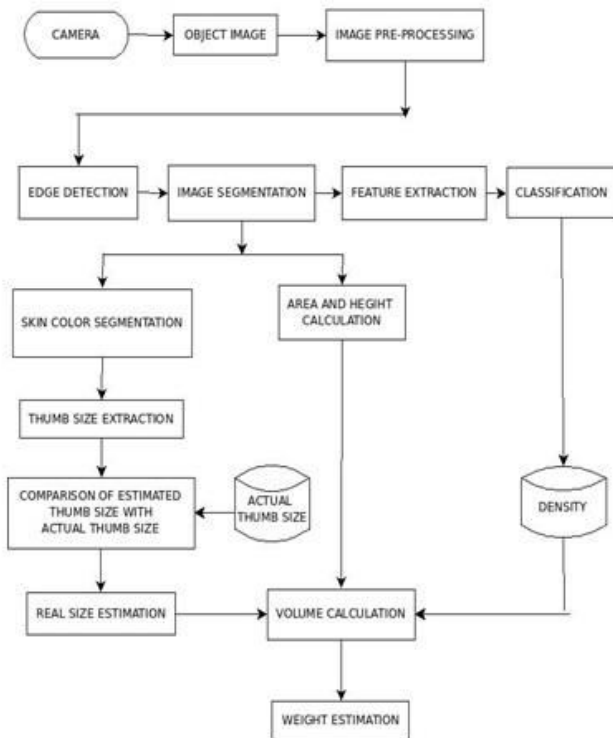 CAMERA
OBJECT IMAGE
IMAGE PRE-PROCESSING
EDGE DETECTION
IMAGE SEGMENTATION
FEATURE EXTRACTION
CLASSIFICATION
SKIN COLOR SEGMENTATION
AREA AND HEGIHT
CALCULATION
THUMB SIZE EXTRACTION
COMPARISON OF ESTIMATED
THUMB SIZE WITH
ACTUAL THUMB SIZE
ACTUAL
THUMB SIZE
DENSITY
REAL SIZE ESTIMATION
VOLUME CALCULATION
WEIGHT ESTIMATION